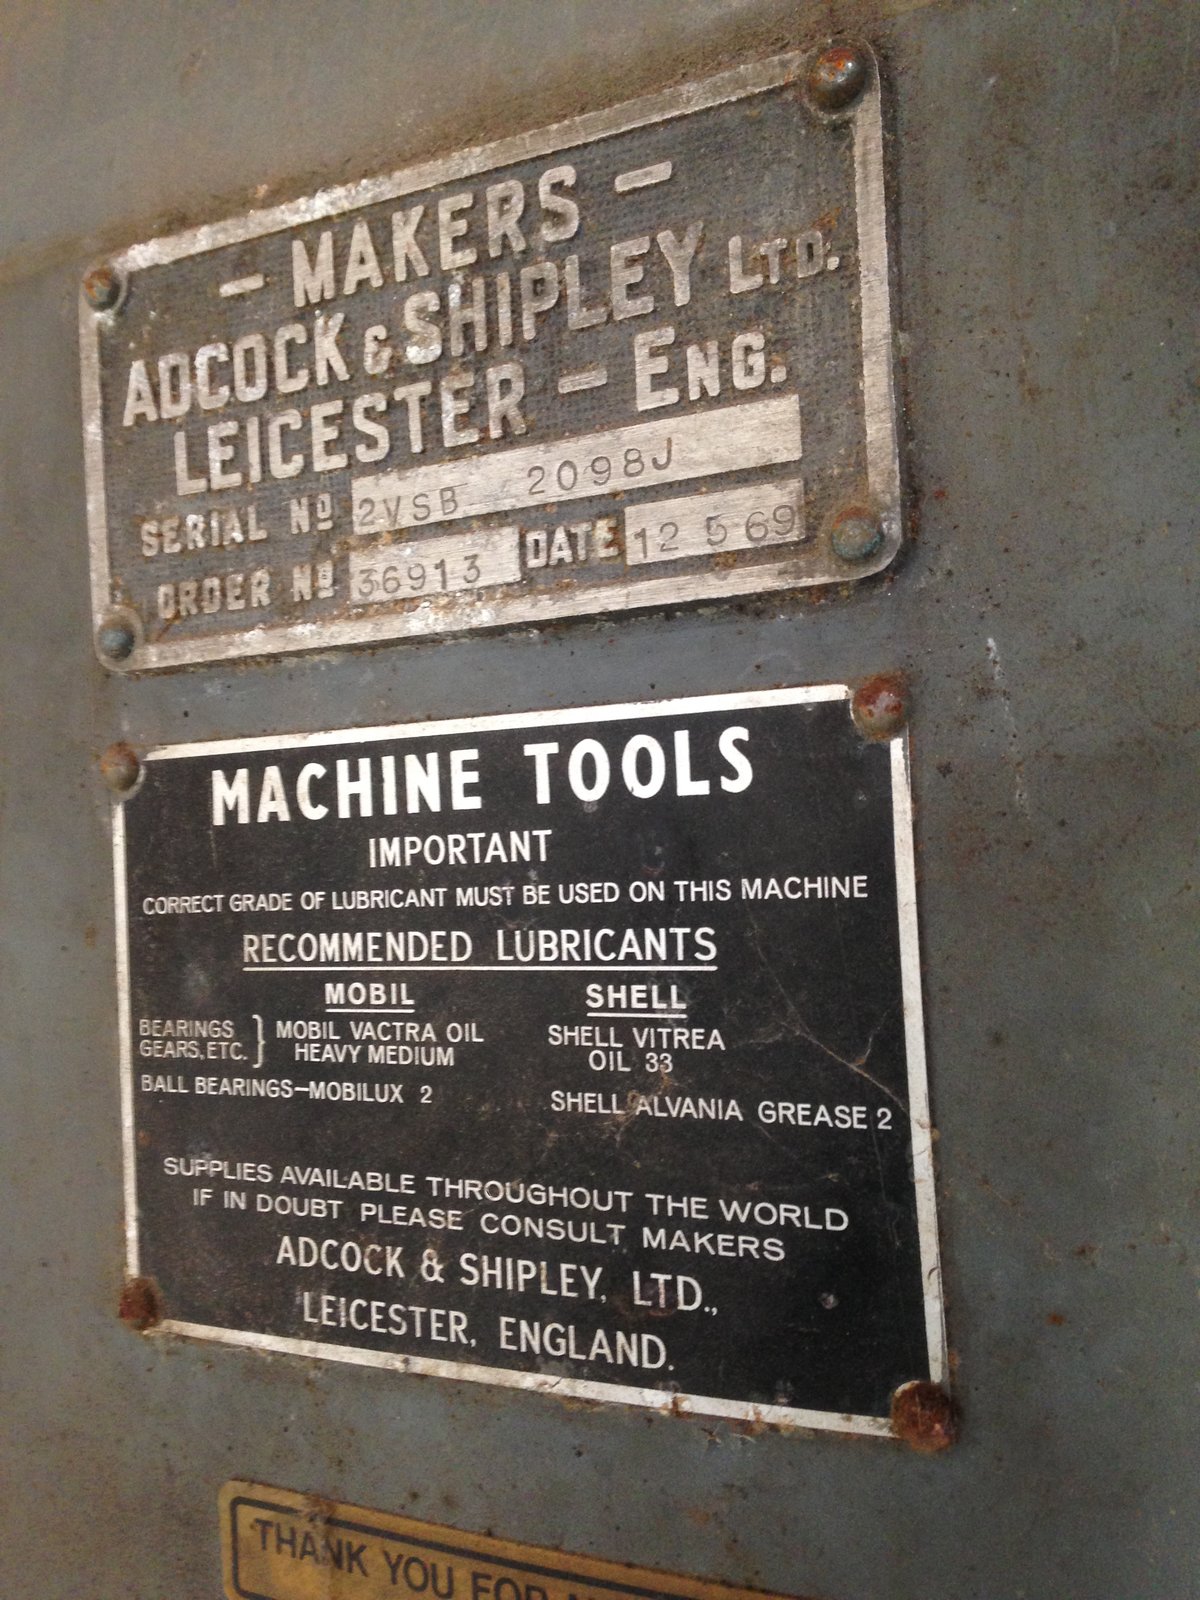 - MAKERS -
ADCOCK & SHIPLEY LTD.
LEICESTER - ENG.
SERIAL Nº 2VSB 2098J
ORDER Nº 36913 DATE 12 5 69
MACHINE TOOLS
IMPORTANT
CORRECT GRADE OF LUBRICANT MUST BE USED ON THIS MACHINE
RECOMMENDED LUBRICANTS
MOBIL SHELL
BEARINGS GEARS, ETC. } MOBIL VACTRA OIL HEAVY MEDIUM SHELL VITREA OIL 33
BALL BEARINGS-MOBILUX 2 SHELL ALVANIA GREASE 2
SUPPLIES AVAILABLE THROUGHOUT THE WORLD
IF IN DOUBT PLEASE CONSULT MAKERS
ADCOCK & SHIPLEY, LTD.,
LEICESTER, ENGLAND.
THANK YOU FOR